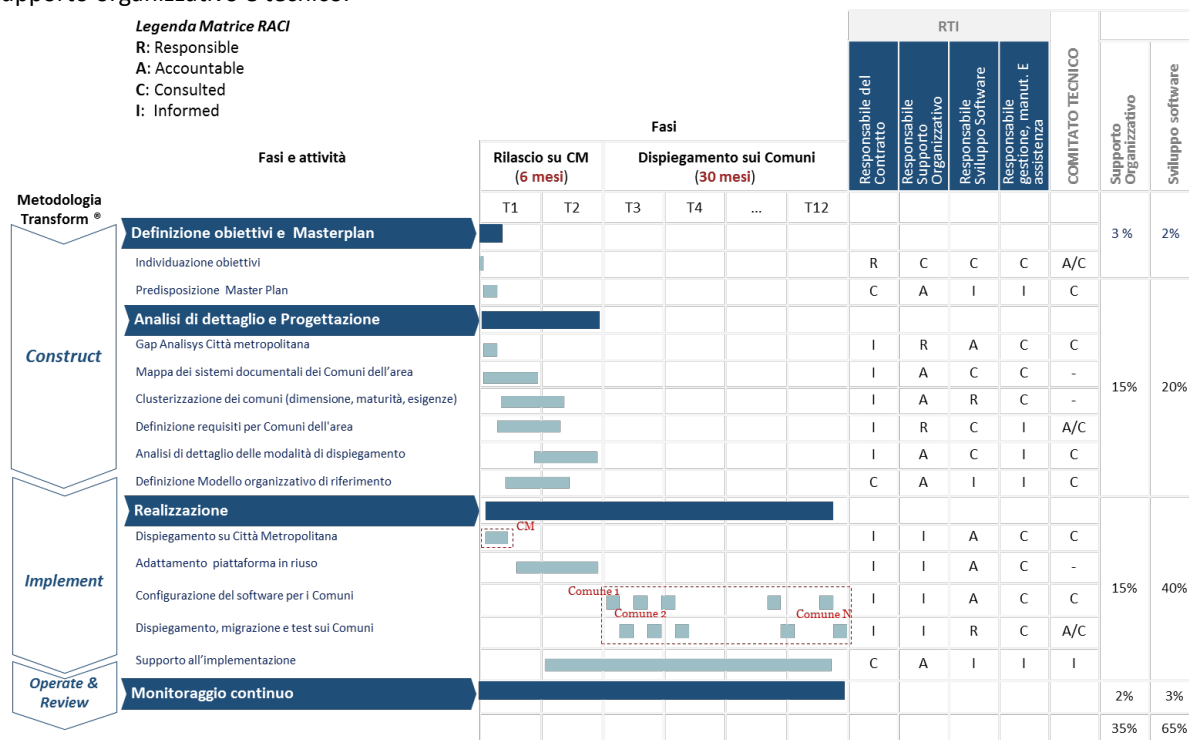 Legenda Matrice RACI
R: Responsible
A: Accountable
C: Consulted
I: Informed
RTI
Responsabile del Contratto
Responsabile Supporto Organizzativo
Responsabile Sviluppo Software
Responsabile gestione, manut. E assistenza
COMITATO TECNICO
Supporto Organizzativo
Sviluppo software
Fasi
Fasi e attività
Rilascio su CM
(6 mesi)
Dispiegamento sui Comuni
(30 mesi)
Metodologia
Transform ®
T1 T2 T3 T4 ... T12
Definizione obiettivi e Masterplan 3 % 2%
Individuazione obiettivi R C C C A/C
Predisposizione Master Plan C A I I C
Analisi di dettaglio e Progettazione
Construct
Gap Analisys Città metropolitana I R A C C
Mappa dei sistemi documentali dei Comuni dell'area I A C C -
15% 20%
Clusterizzazione dei comuni (dimensione, maturità, esigenze) I A R C -
Definizione requisiti per Comuni dell'area I R C I A/C
Analisi di dettaglio delle modalità di dispiegamento I A C I C
Definizione Modello organizzativo di riferimento C A I I C
Realizzazione
CM
Dispiegamento su Città Metropolitana I I A C C
Adattamento piattaforma in riuso I I A C -
Implement
Comune 1
Configurazione del software per i Comuni I I A C C
15% 40%
Comune 2 Comune N
Dispiegamento, migrazione e test sui Comuni I I R C A/C
Supporto all'implementazione C A I I I
Operate &
Review
Monitoraggio continuo 2% 3%
35% 65%